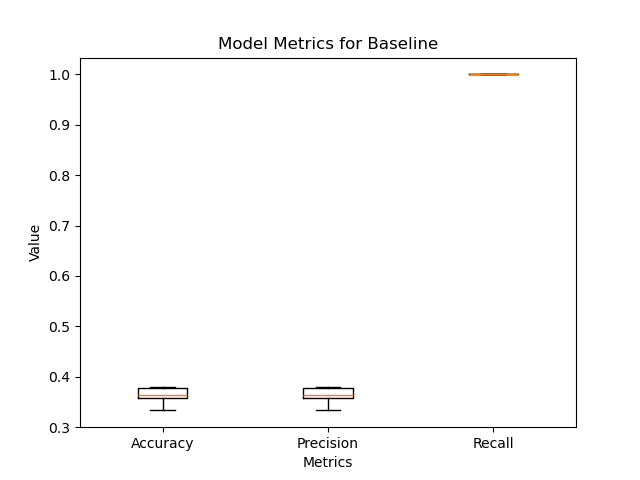 Model Metrics for Baseline
1.0
0.9
0.8
0.7
0.6
0.5
0.4
0.3
Value
Accuracy Precision Recall
Metrics